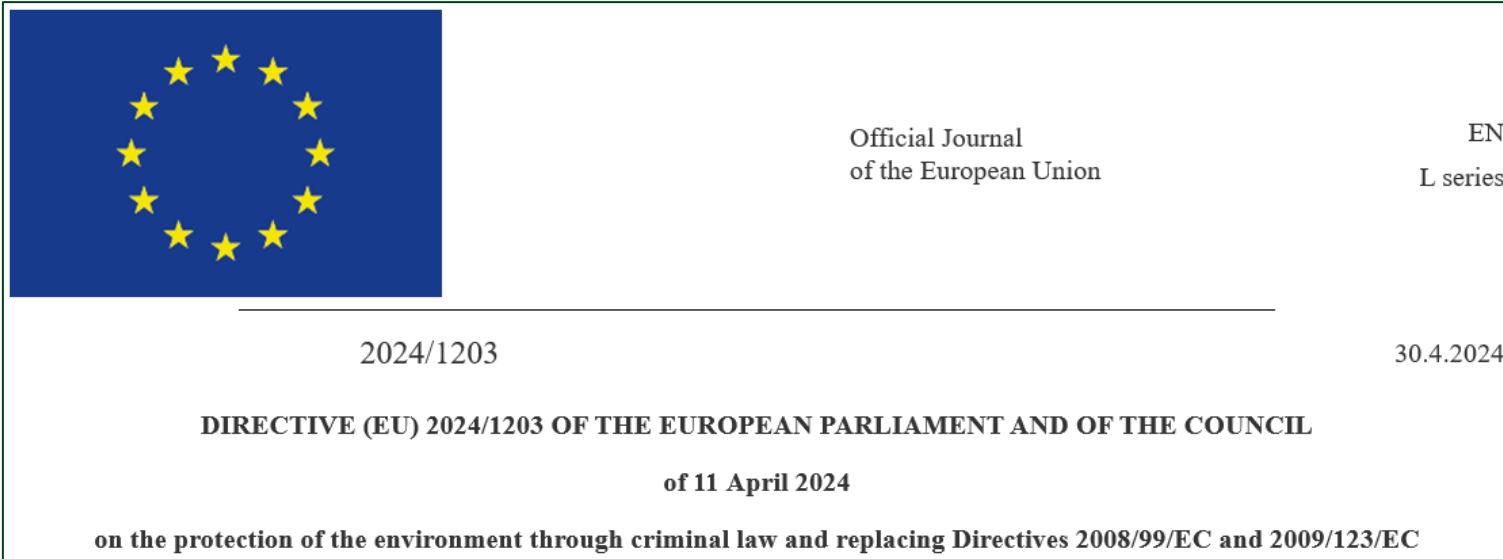 Official Journal
of the European Union
EN
L series
2024/1203
30.4.2024
DIRECTIVE (EU) 2024/1203 OF THE EUROPEAN PARLIAMENT AND OF THE COUNCIL
of 11 April 2024
on the protection of the environment through criminal law and replacing Directives 2008/99/EC and 2009/123/EC